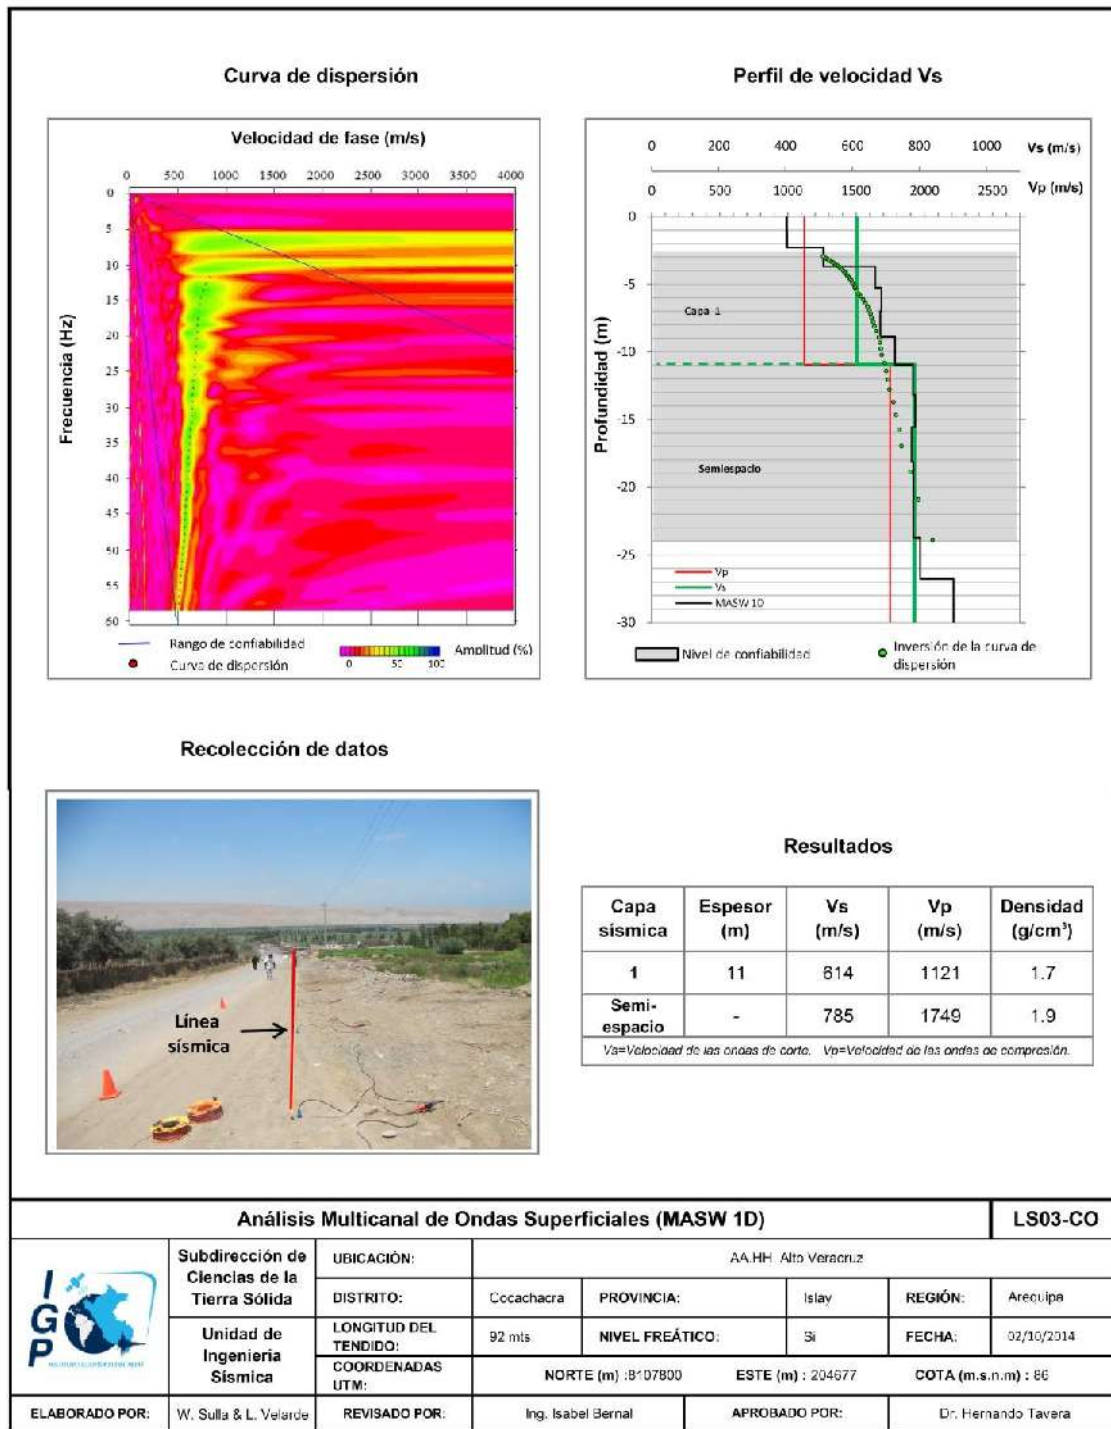 Curva de dispersión
Velocidad de fase (m/s)
0 500 1000 1500 2000 2500 3000 3500 4000
Frecuencia (Hz)
0
5
10
15
20
25
30
35
40
45
50
55
60
Rango de confiabilidad
Curva de dispersión
0 50 100
Amplitud (%)
Perfil de velocidad Vs
0 200 400 600 800 1000 Vs (m/s)
0 500 1000 1500 2000 2500 Vp (m/s)
Profundidad (m)
0
-5
-10
-15
-20
-25
-30
Capa 1
Semiespacio
Vp
Vs
MASW 1D
Nivel de confiabilidad
Inversión de la curva de
dispersión
Recolección de datos
Línea
sísmica
Resultados
Capa sísmica Espesor (m) Vs (m/s) Vp (m/s) Densidad (g/cm³)
1 11 614 1121 1.7
Semi-espacio - 785 1749 1.9
Vs=Velocidad de las ondas de corte. Vp=Velocidad de las ondas de compresión.
Análisis Multicanal de Ondas Superficiales (MASW 1D) LS03-CO
IGP
Subdirección de
Ciencias de la
Tierra Sólida
Unidad de
Ingeniería
Sísmica
UBICACIÓN: AA.HH. Alto Veracruz
DISTRITO: Cocachacra PROVINCIA: Islay REGIÓN: Arequipa
LONGITUD DEL TENDIDO: 92 mts NIVEL FREÁTICO: Si FECHA: 02/10/2014
COORDENADAS UTM: NORTE (m) :8107800 ESTE (m) : 204677 COTA (m.s.n.m) : 86
ELABORADO POR: W. Sulla & L. Velarde REVISADO POR: Ing. Isabel Bernal APROBADO POR: Dr. Hernando Tavera